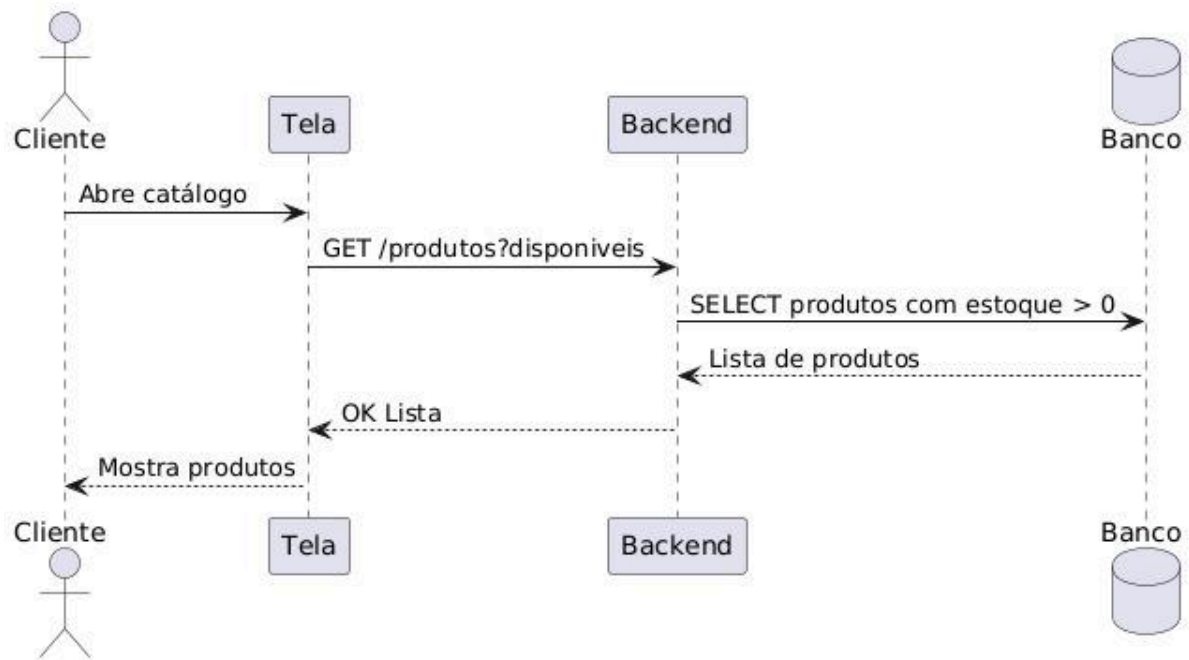 Cliente
Tela
Backend
Banco
Abre catálogo
GET /produtos?disponiveis
SELECT produtos com estoque > 0
Lista de produtos
OK Lista
Mostra produtos
Cliente
Tela
Backend
Banco